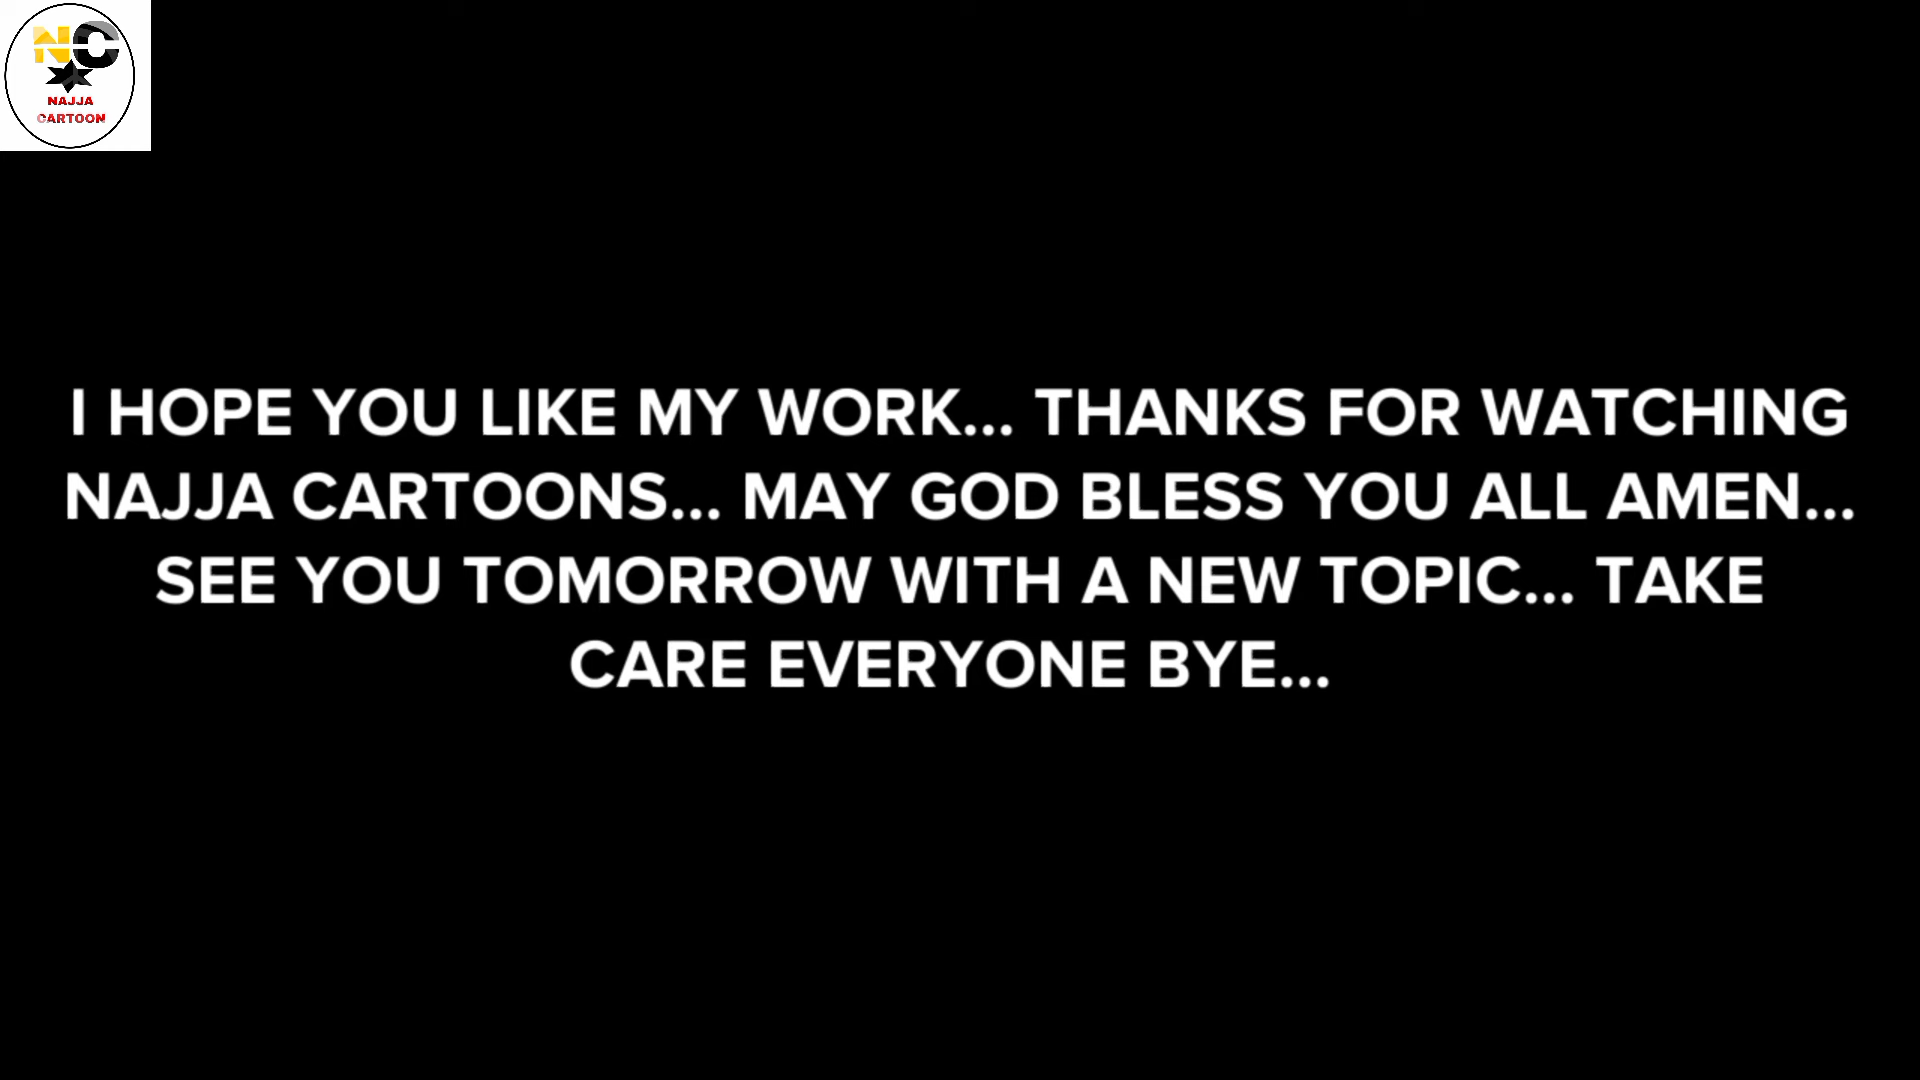 NC
NAJJA
CARTOON
I HOPE YOU LIKE MY WORK... THANKS FOR WATCHING
NAJJA CARTOONS... MAY GOD BLESS YOU ALL AMEN...
SEE YOU TOMORROW WITH A NEW TOPIC... TAKE
CARE EVERYONE BYE...